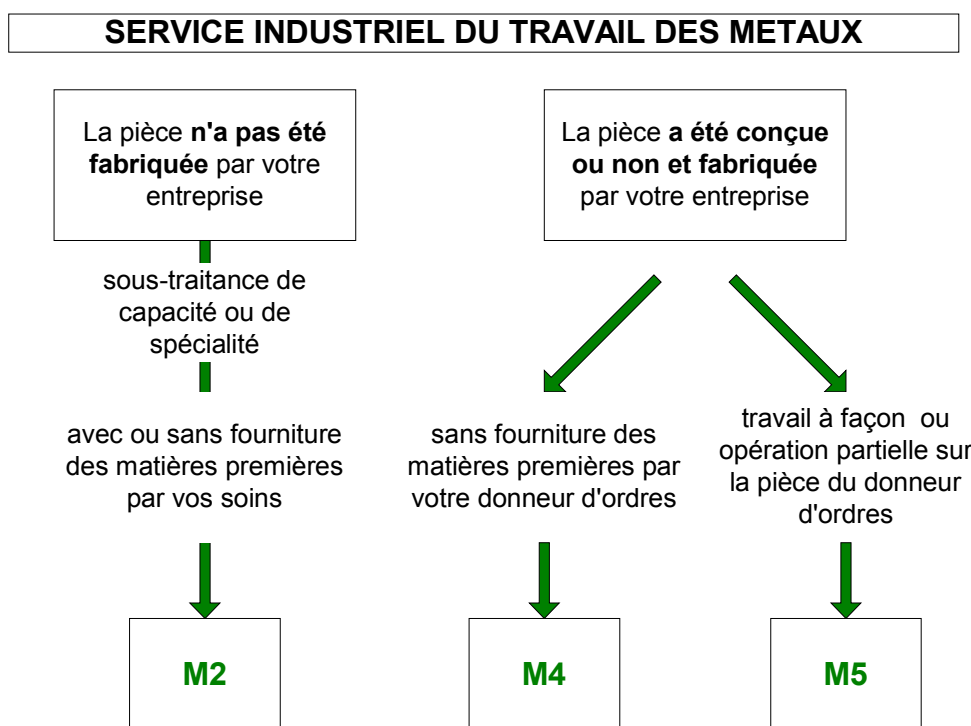 SERVICE INDUSTRIEL DU TRAVAIL DES METAUX
La pièce n'a pas été
fabriquée par votre
entreprise
sous-traitance de
capacité ou de
spécialité
avec ou sans fourniture
des matières premières
par vos soins
M2
La pièce a été conçue
ou non et fabriquée
par votre entreprise
sans fourniture des
matières premières par
votre donneur d'ordres
M4
travail à façon ou
opération partielle sur
la pièce du donneur
d'ordres
M5